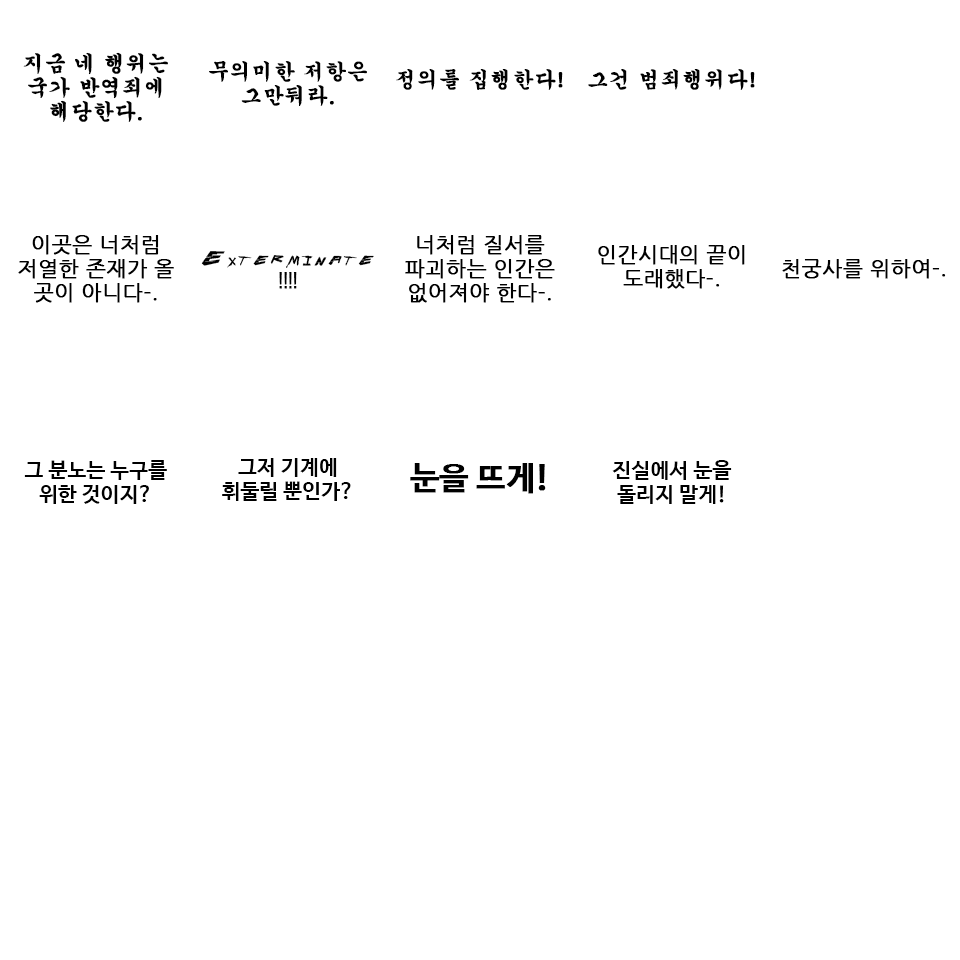 지금 네 행위는
국가 반역죄에
해당한다.
무의미한 저항은
그만둬라.
정의를 집행한다!
그건 범죄행위다!
이곳은 너처럼
저열한 존재가 올
곳이 아니다-.
EXTERMINATE
!!!!
너처럼 질서를
파괴하는 인간은
없어져야 한다-.
인간시대의 끝이
도래했다-.
천궁사를 위하여-.
그 분노는 누구를
위한 것이지?
그저 기계에
휘둘릴 뿐인가?
눈을 뜨게!
진실에서 눈을
돌리지 말게!